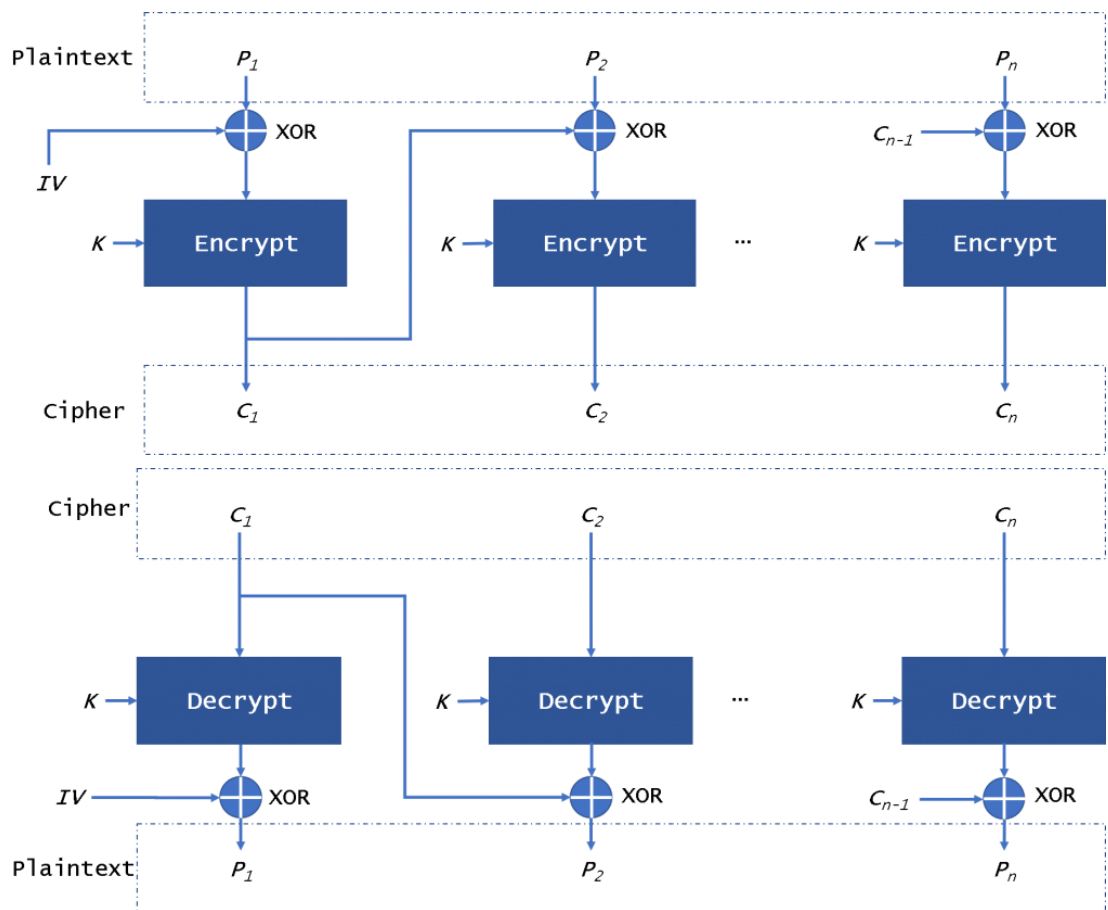 Plaintext P₁ P₂ Pₙ
XOR XOR Cₙ₋₁ XOR
IV
K Encrypt K Encrypt ... K Encrypt
Cipher C₁ C₂ Cₙ
Cipher C₁ C₂ Cₙ
K Decrypt K Decrypt ... K Decrypt
IV XOR XOR Cₙ₋₁ XOR
Plaintext P₁ P₂ Pₙ